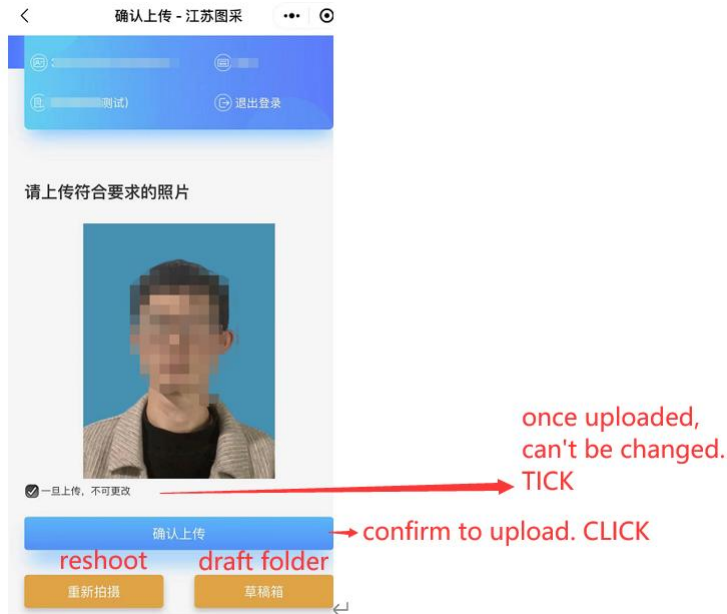 确认上传 - 江苏图采
测试)
退出登录
请上传符合要求的照片
一旦上传，不可更改
once uploaded,
can't be changed.
TICK
确认上传
confirm to upload. CLICK
reshoot
draft folder
重新拍摄
草稿箱